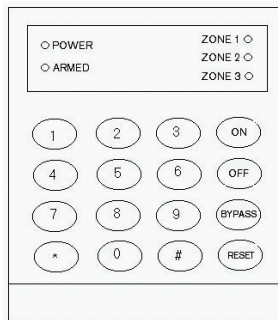 POWER
ARMED
ZONE 1
ZONE 2
ZONE 3
1 2 3 ON
4 5 6 OFF
7 8 9 BYPASS
* 0 # RESET